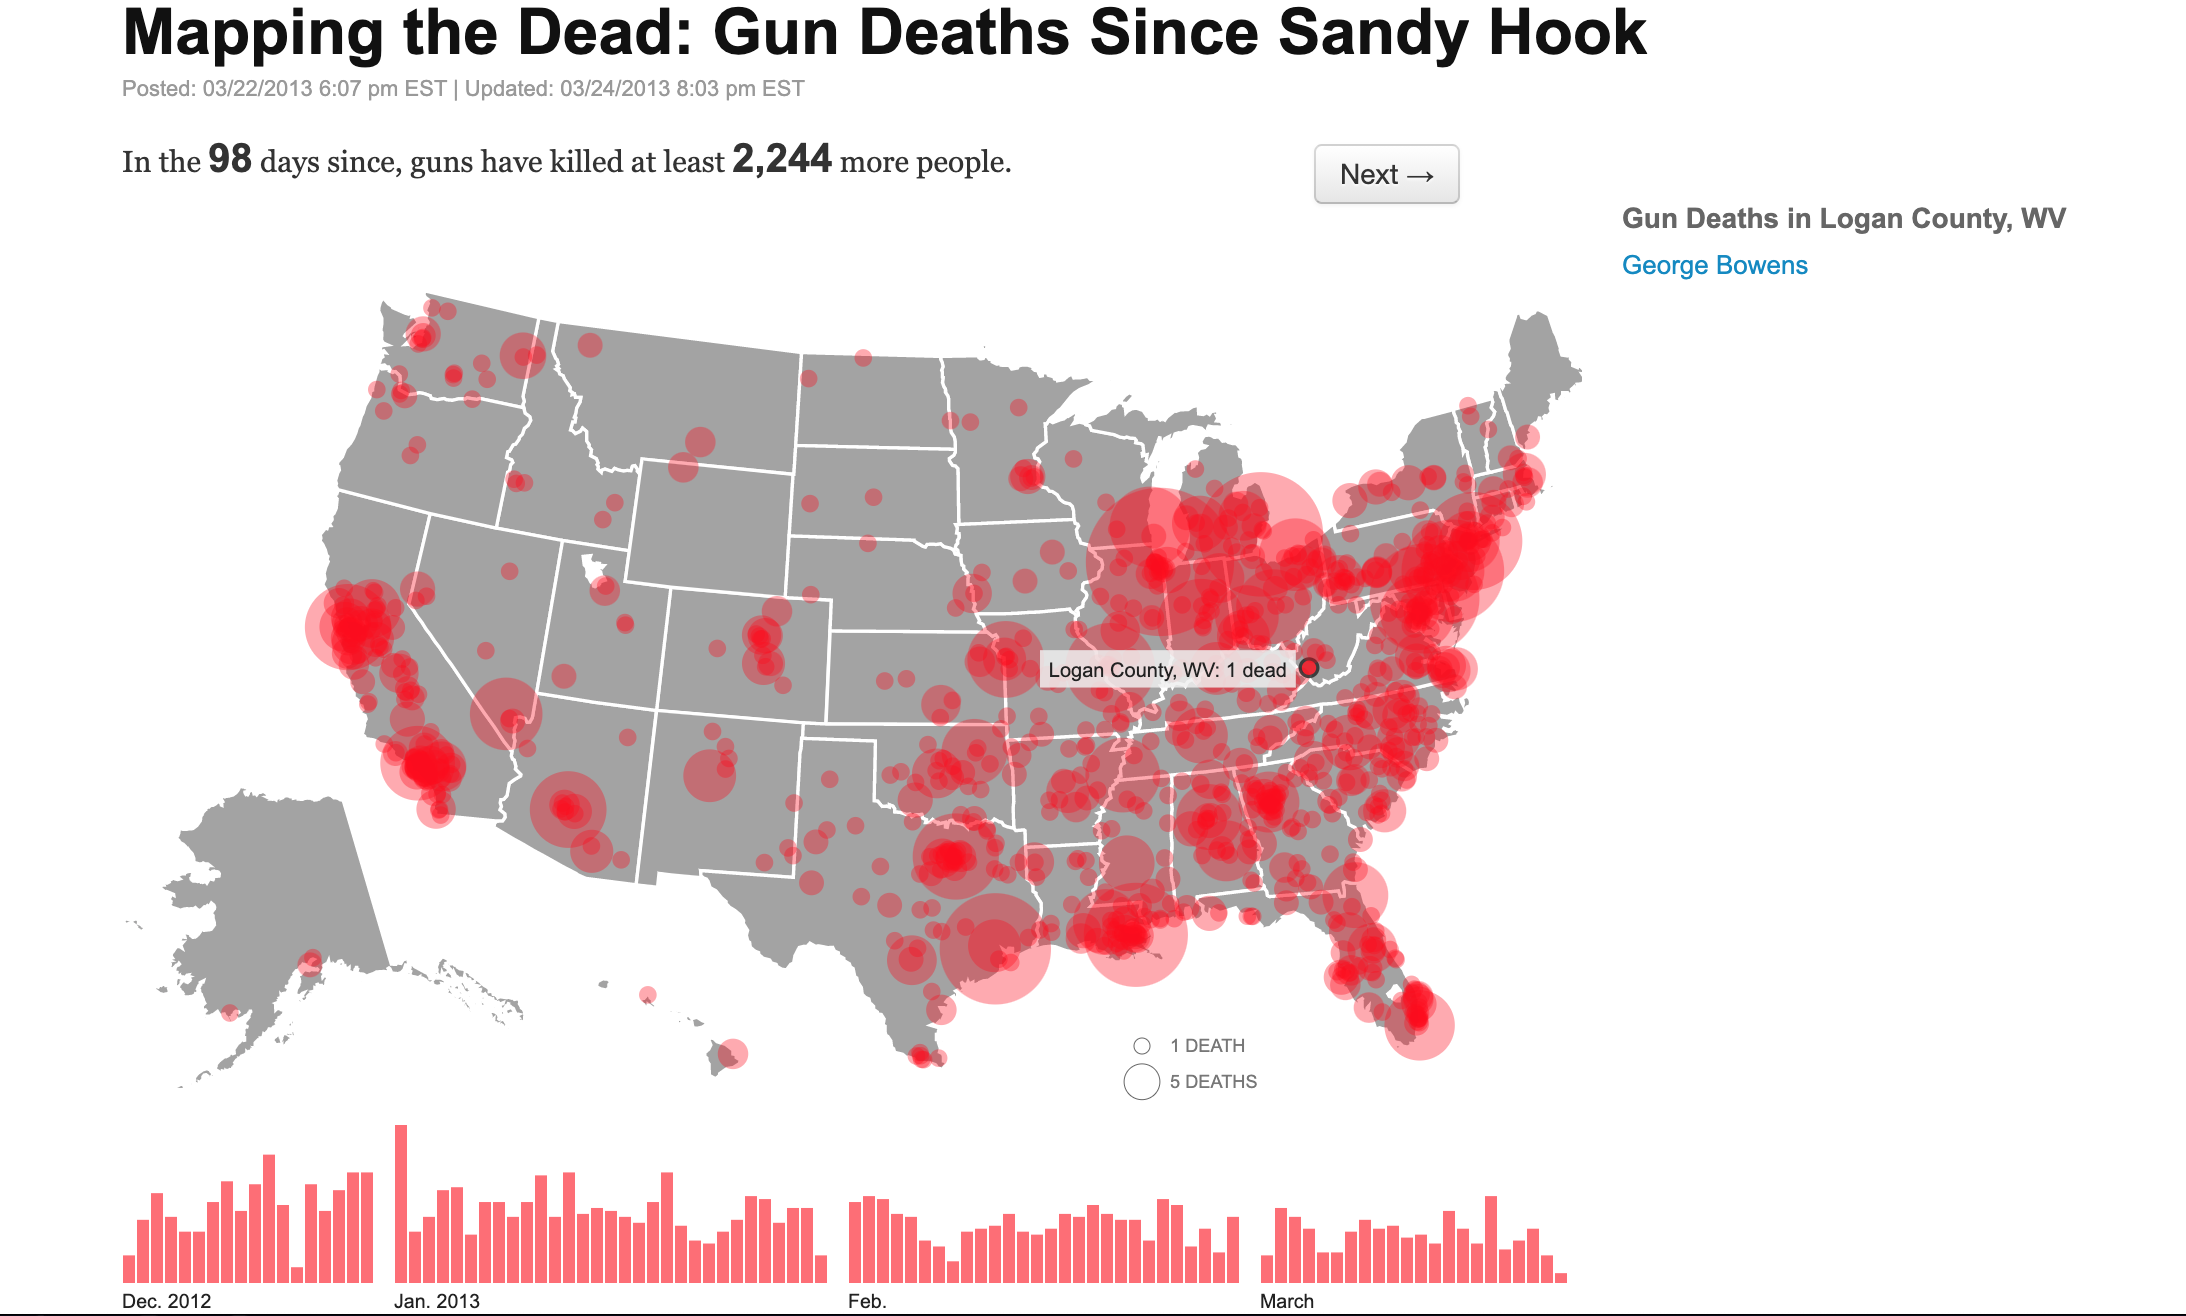 Mapping the Dead: Gun Deaths Since Sandy Hook
Posted: 03/22/2013 6:07 pm EST | Updated: 03/24/2013 8:03 pm EST
In the 98 days since, guns have killed at least 2,244 more people.
Next →
Gun Deaths in Logan County, WV
George Bowens
Logan County, WV: 1 dead
1 DEATH
5 DEATHS
Dec. 2012
Jan. 2013
Feb.
March